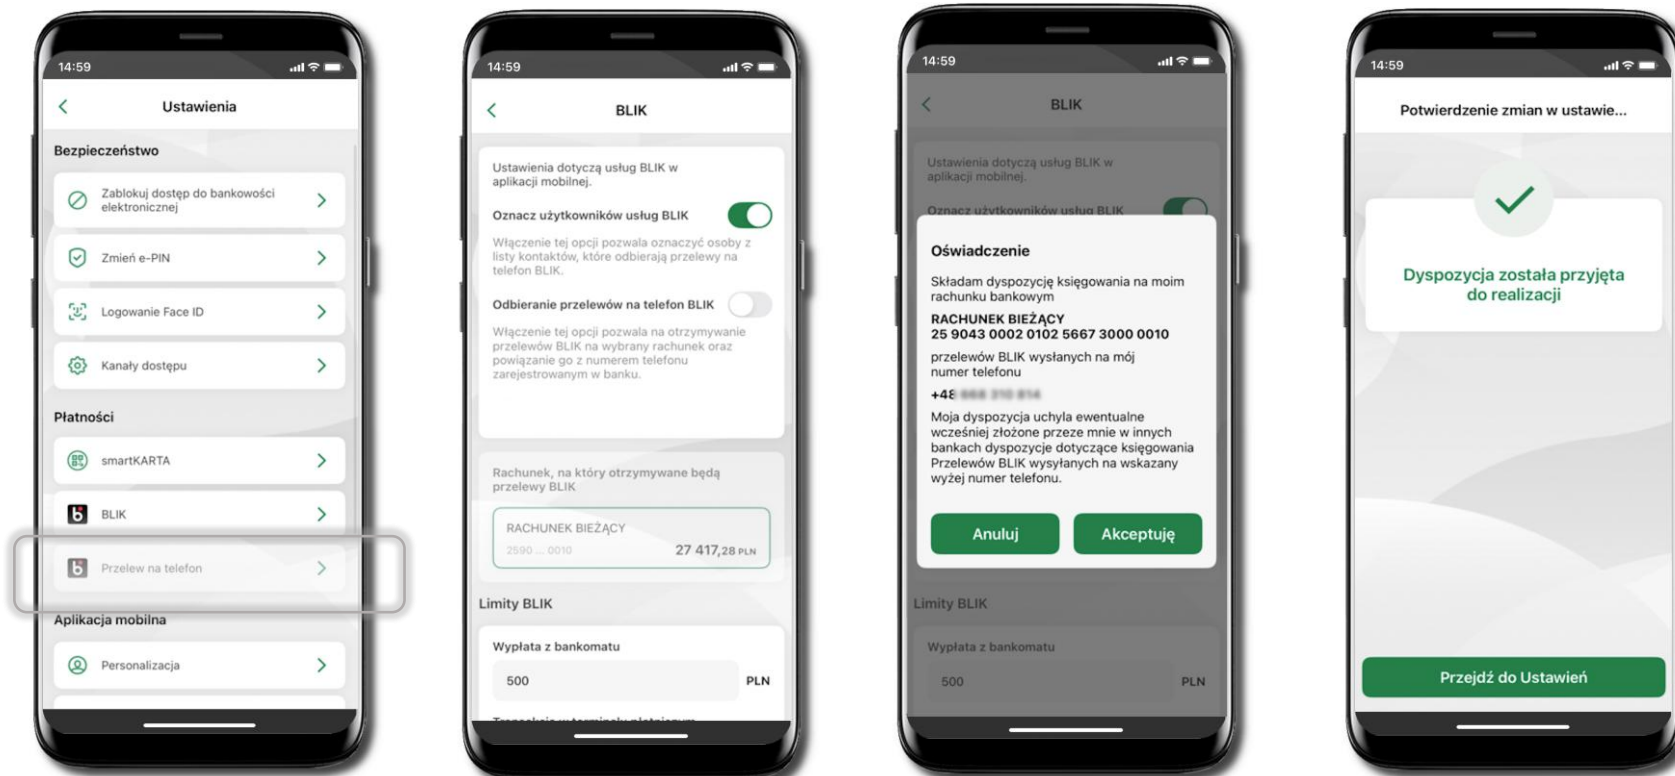 14:59
Ustawienia
Bezpieczeństwo
Zablokuj dostęp do bankowości
elektronicznej
Zmień e-PIN
Logowanie Face ID
Kanały dostępu
Płatności
smartKARTA
BLIK
Przelew na telefon
Aplikacja mobilna
Personalizacja
14:59
BLIK
Ustawienia dotyczą usług BLIK w
aplikacji mobilnej.
Oznacz użytkowników usług BLIK
Włączenie tej opcji pozwala oznaczyć osoby z
listy kontaktów, które odbierają przelewy na
telefon BLIK.
Odbieranie przelewów na telefon BLIK
Włączenie tej opcji pozwala na otrzymywanie
przelewów BLIK na wybrany rachunek oraz
powiązanie go z numerem telefonu
zarejestrowanym w banku.
Rachunek, na który otrzymywane będą
przelewy BLIK
RACHUNEK BIEŻĄCY
2590 ... 0010 27 417,28 PLN
Limity BLIK
Wypłata z bankomatu
500 PLN
14:59
BLIK
Ustawienia dotyczą usług BLIK w
aplikacji mobilnej.
Oznacz użytkowników usług BLIK
Oświadczenie
Składam dyspozycję księgowania na moim
rachunku bankowym
RACHUNEK BIEŻĄCY
25 9043 0002 0102 5667 3000 0010
przelewów BLIK wysłanych na mój
numer telefonu
+48
Moja dyspozycja uchyla ewentualne
wcześniej złożone przeze mnie w innych
bankach dyspozycje dotyczące księgowania
Przelewów BLIK wysyłanych na wskazany
wyżej numer telefonu.
Anuluj Akceptuję
Limity BLIK
Wypłata z bankomatu
500 PLN
14:59
Potwierdzenie zmian w ustawie...
Dyspozycja została przyjęta
do realizacji
Przejdź do Ustawień